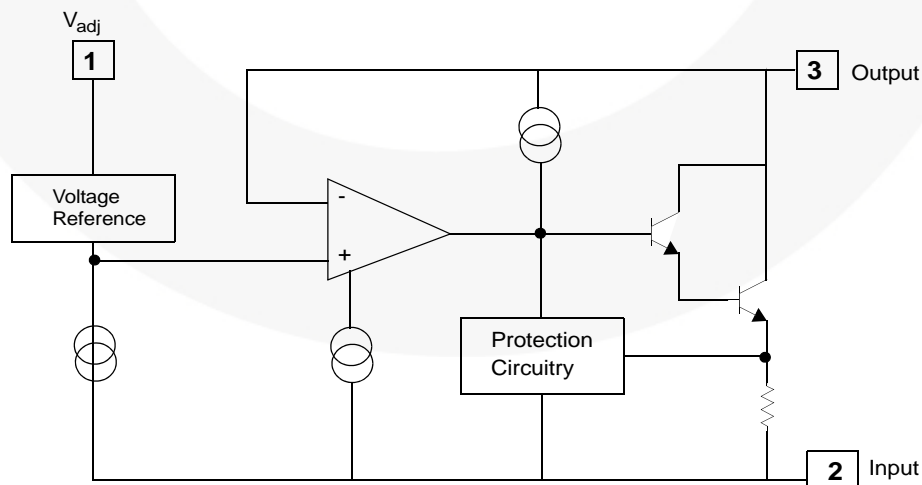 Vadj
1
3 Output
Voltage
Reference
-
+
Protection
Circuitry
2 Input